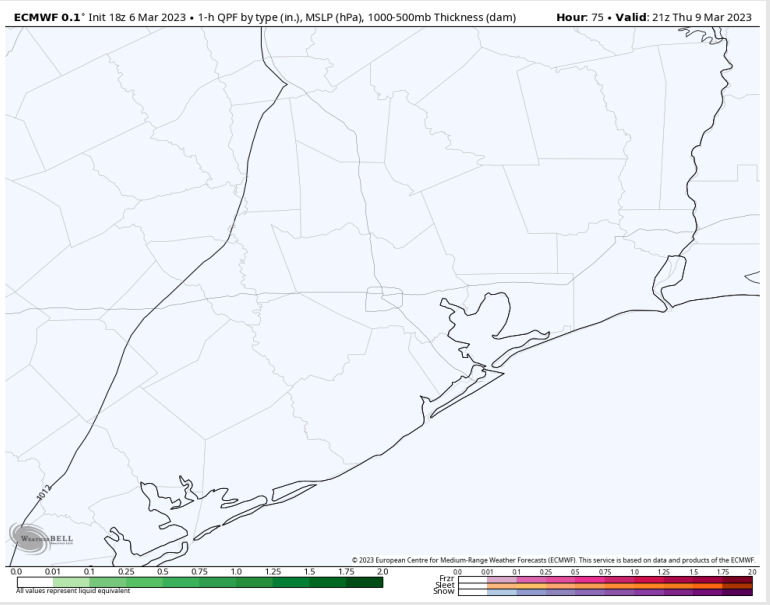 ECMWF 0.1° Init 18z 6 Mar 2023 • 1-h QPF by type (in.), MSLP (hPa), 1000-500mb Thickness (dam) Hour: 75 • Valid: 21z Thu 9 Mar 2023
1012
WEATHERBELL
© 2023 European Centre for Medium-Range Weather Forecasts (ECMWF). This service is based on data and products of the ECMWF.
0.0 0.01 0.1 0.25 0.5 0.75 1.0 1.25 1.5 1.75 2.0
All values represent liquid equivalent
0.0 0.01 0.1 0.25 0.5 0.75 1.0 1.25 1.5 1.75 2.0
Frzr
Sleet
Snow